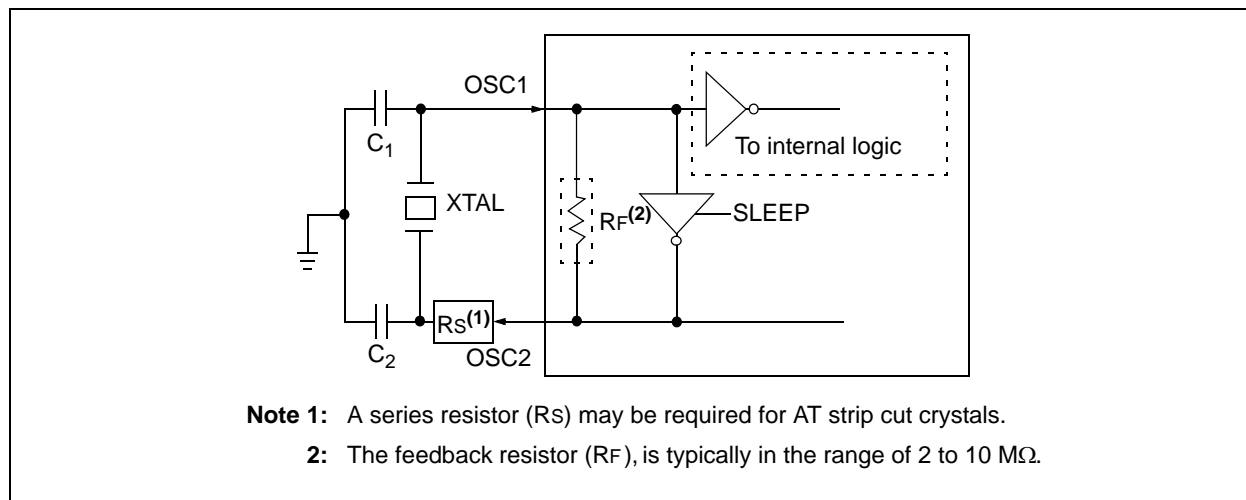 OSC1
To internal logic
C1
XTAL
RF(2)
SLEEP
RS(1)
C2
OSC2
Note 1: A series resistor (RS) may be required for AT strip cut crystals.
2: The feedback resistor (RF), is typically in the range of 2 to 10 MΩ.